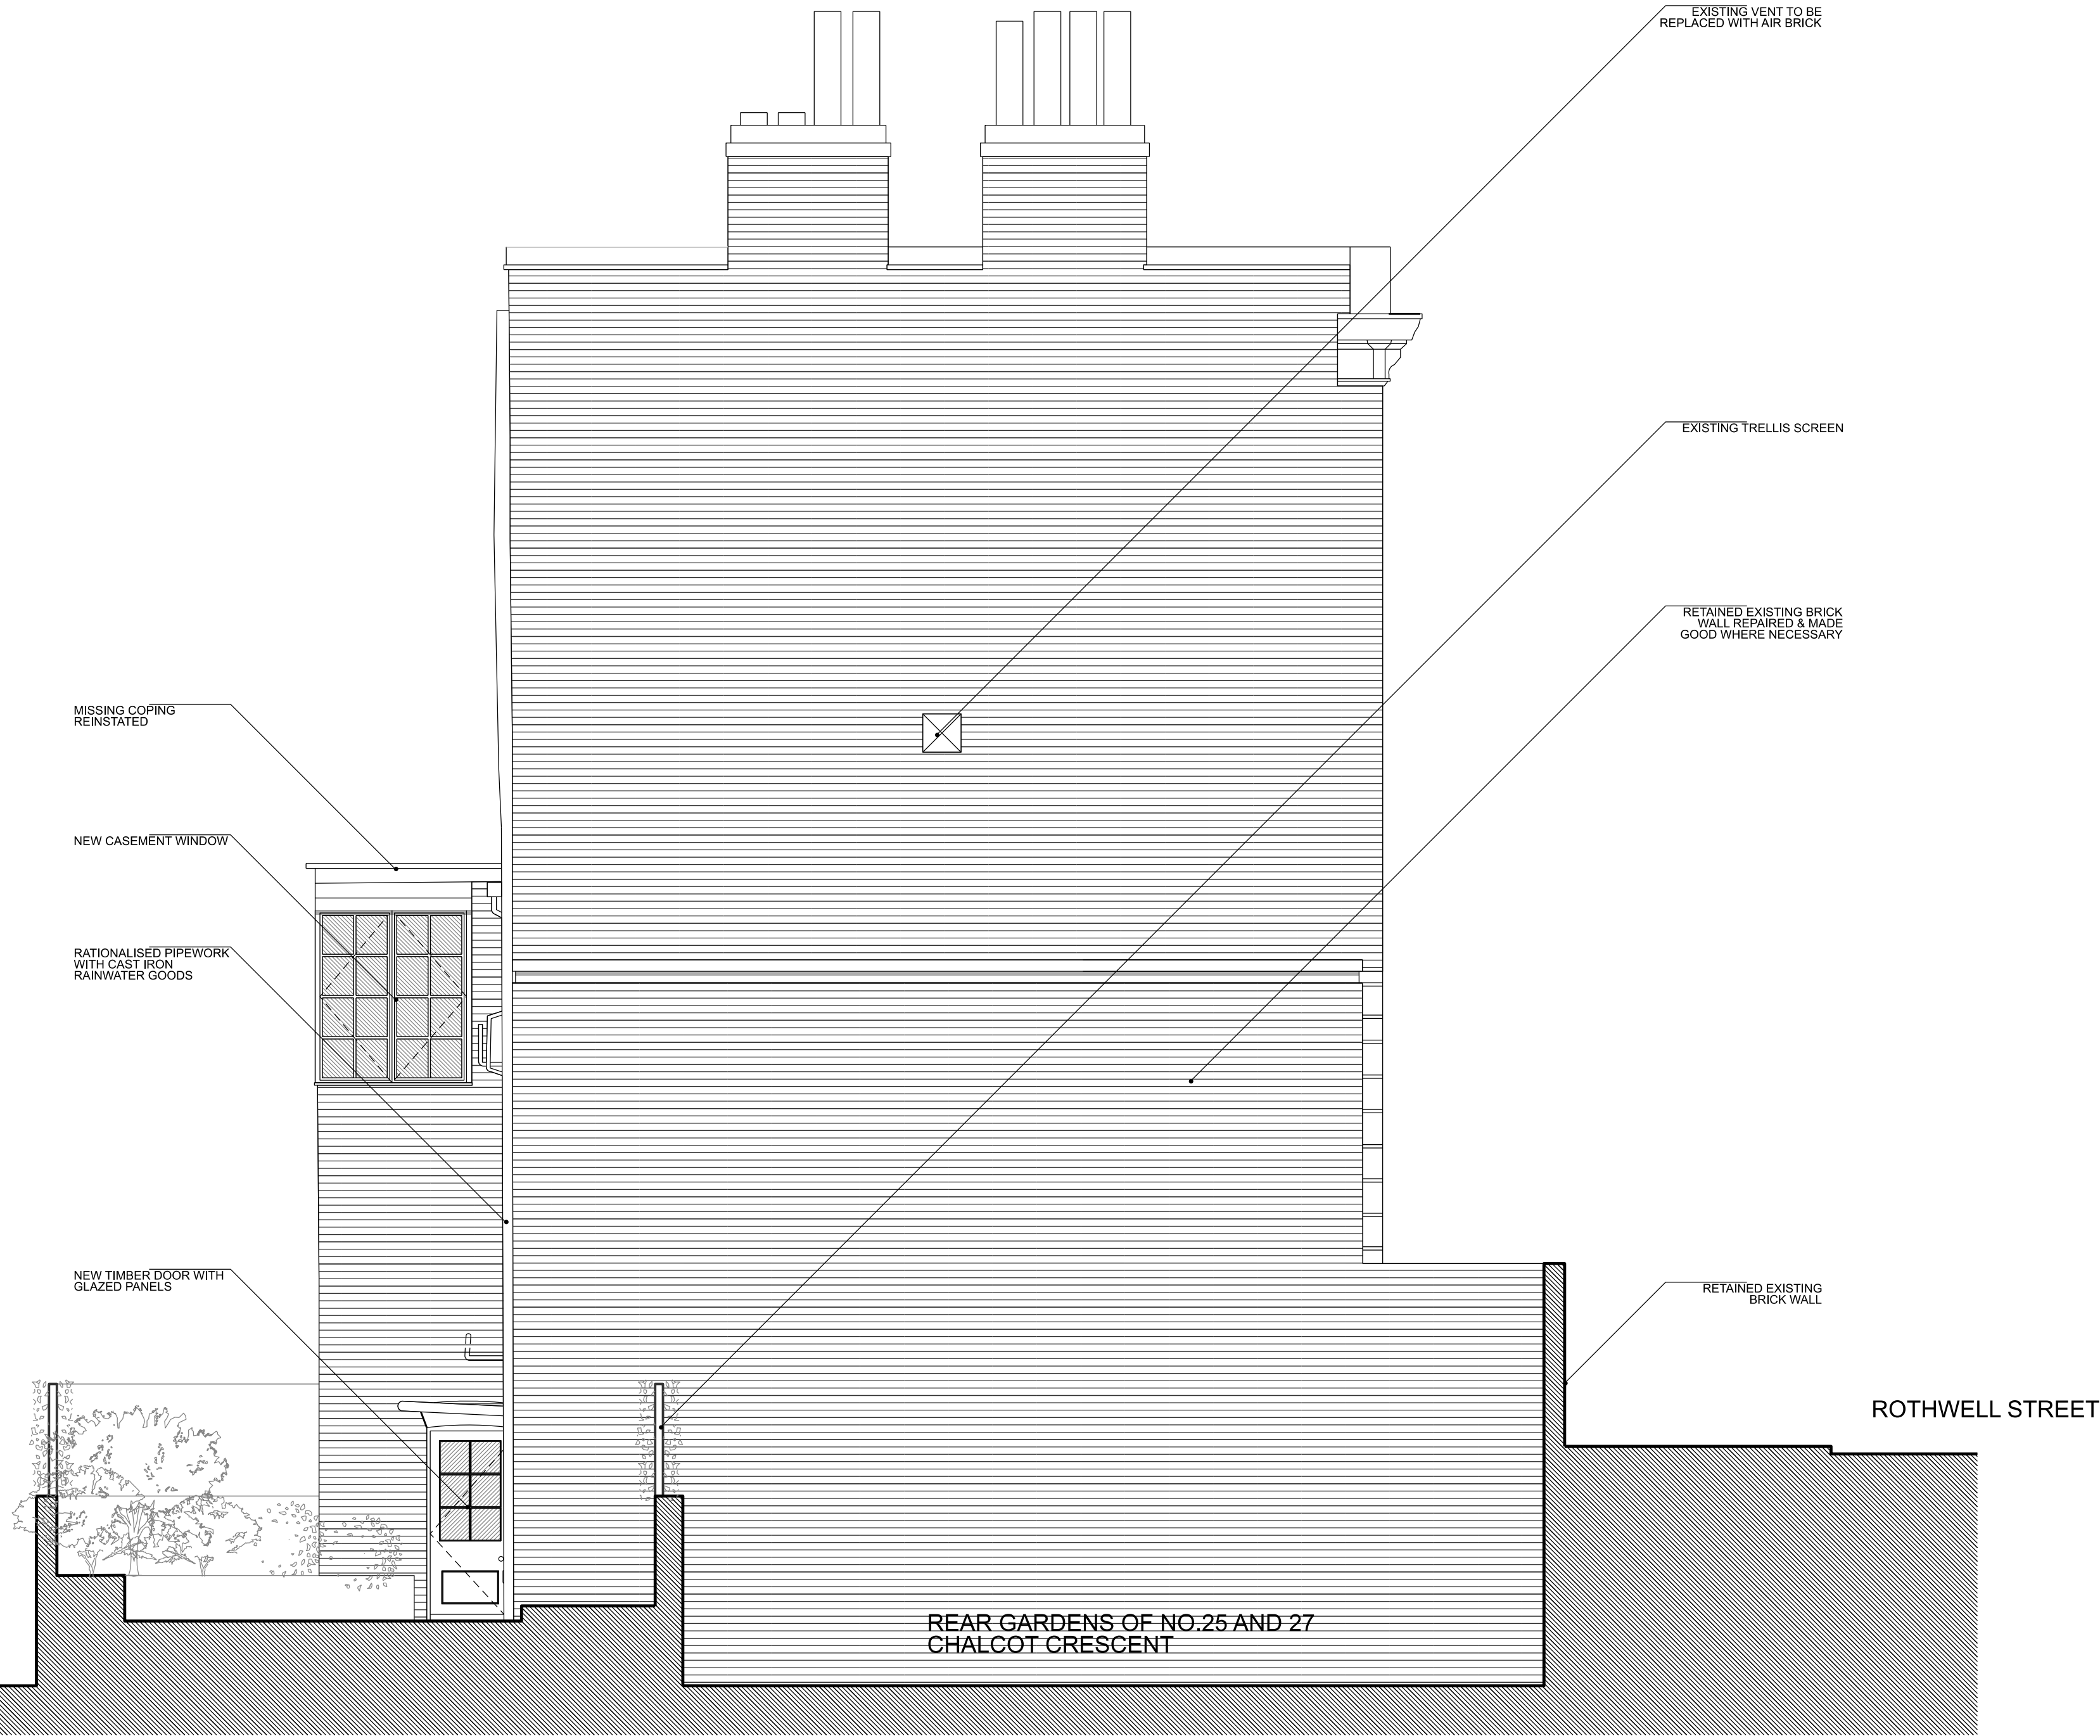 EXISTING VENT TO BE
REPLACED WITH AIR BRICK
EXISTING TRELLIS SCREEN
RETAINED EXISTING BRICK
WALL REPAIRED & MADE
GOOD WHERE NECESSARY
MISSING COPING
REINSTATED
NEW CASEMENT WINDOW
RATIONALISED PIPEWORK
WITH CAST IRON
RAINWATER GOODS
NEW TIMBER DOOR WITH
GLAZED PANELS
RETAINED EXISTING
BRICK WALL
ROTHWELL STREET
REAR GARDENS OF NO.25 AND 27
CHALCOT CRESCENT